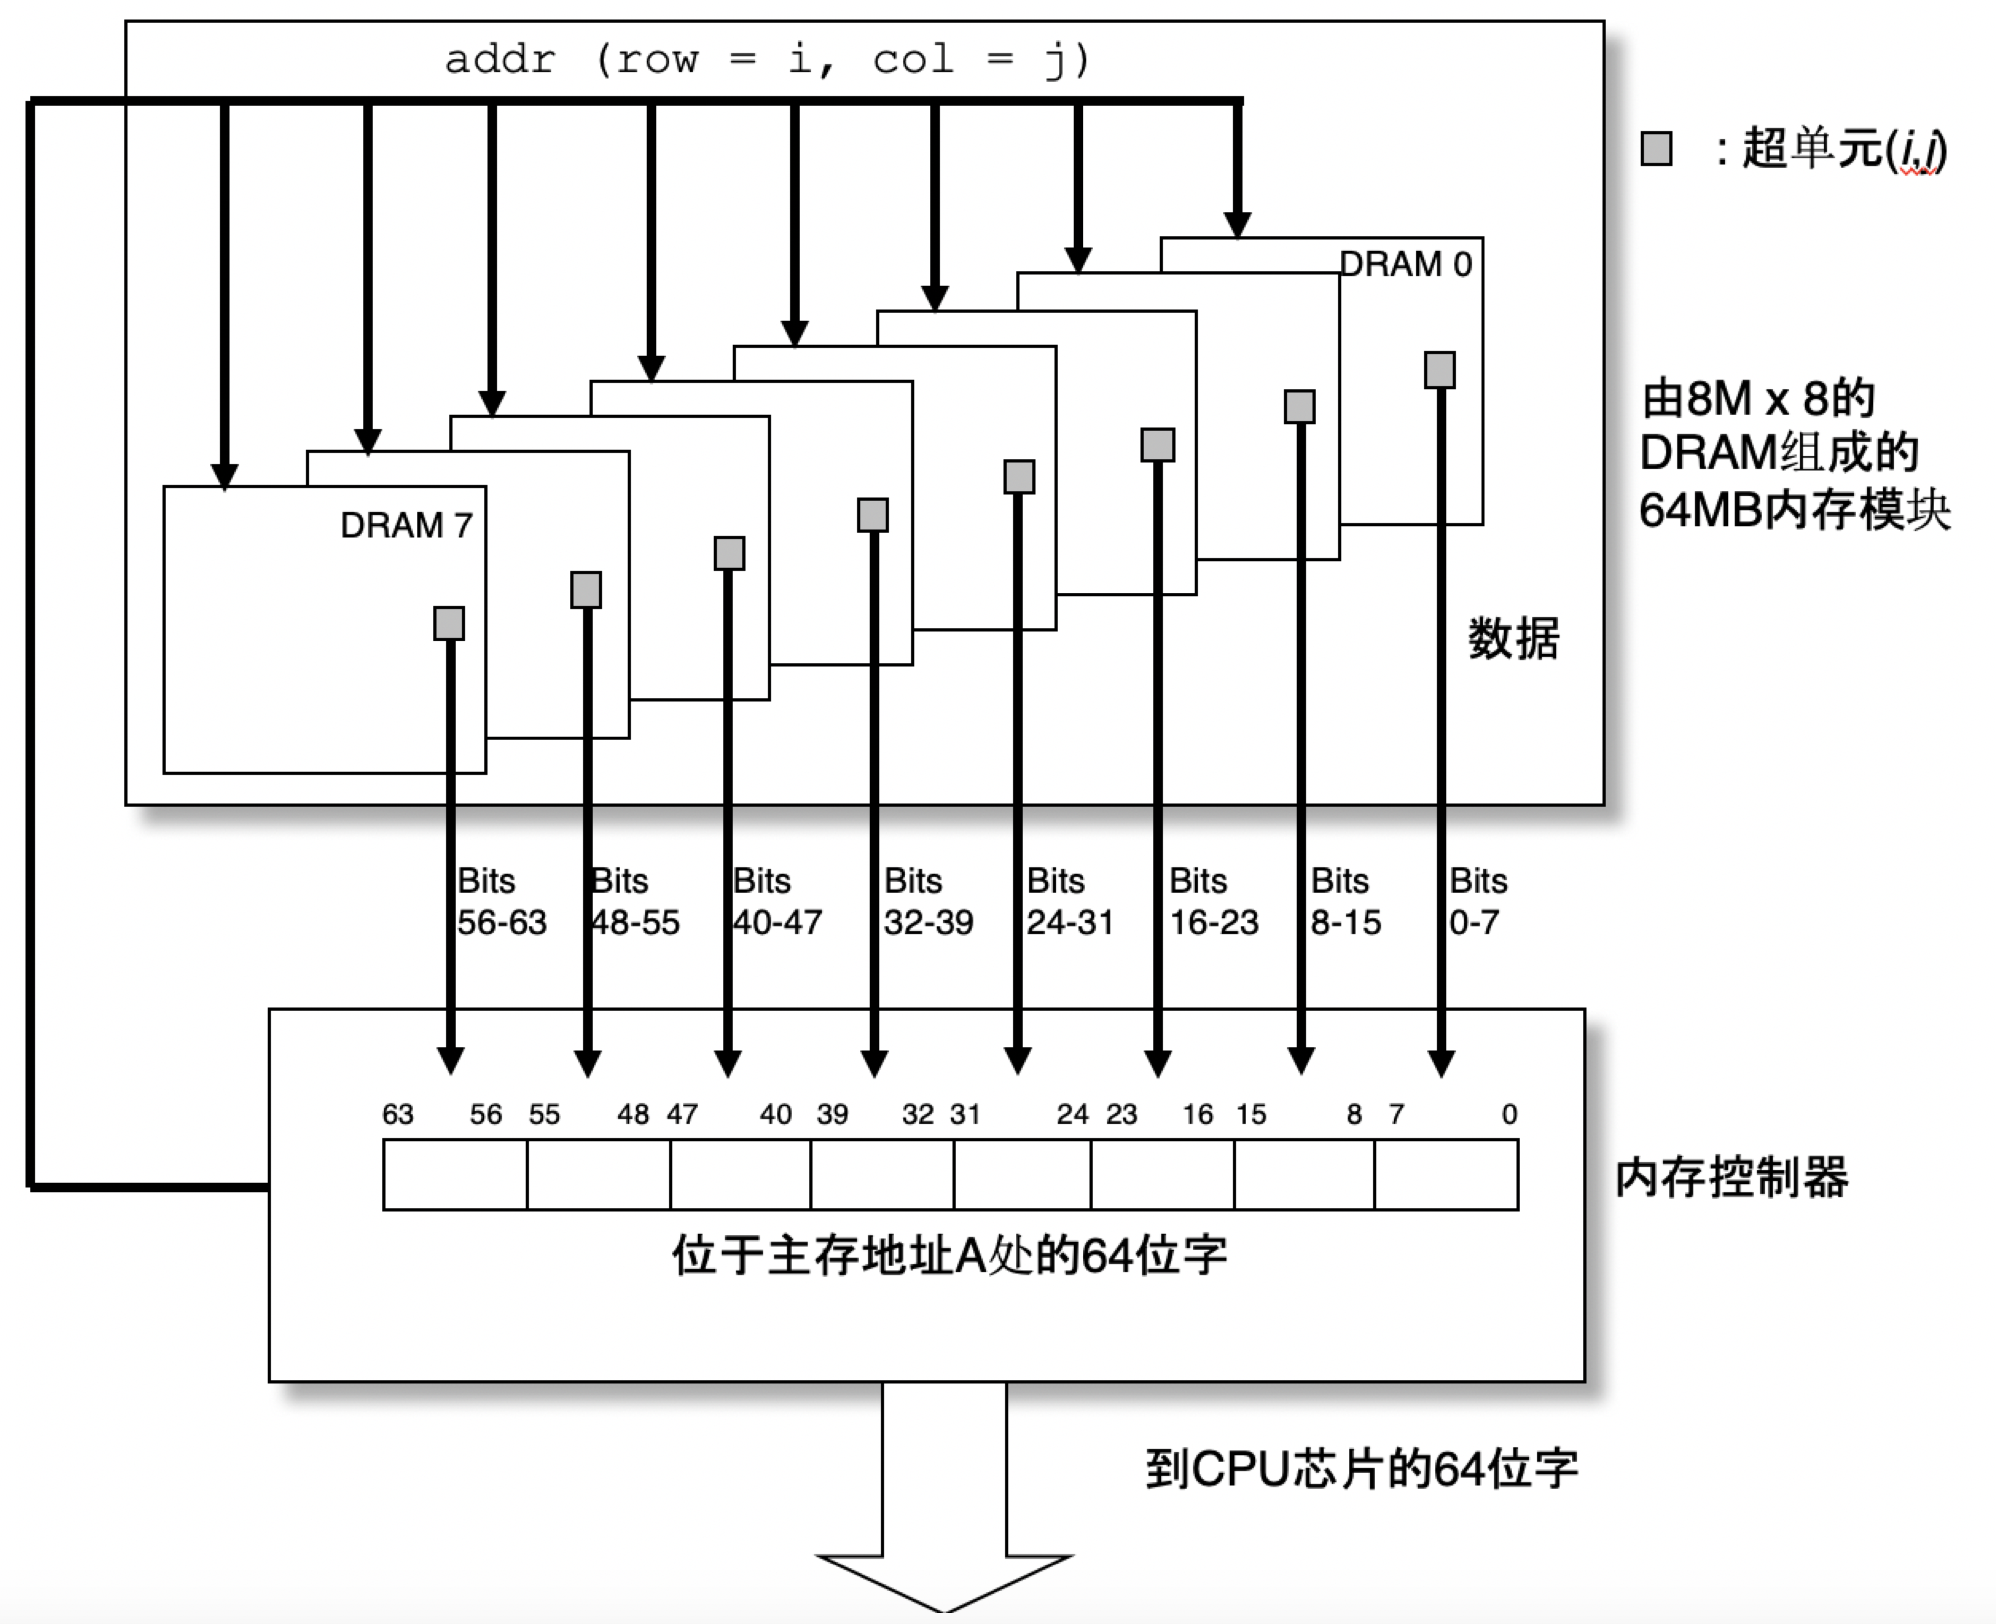 addr (row = i, col = j)
: 超单元(i,j)
DRAM 0
由8M x 8的
DRAM组成的
64MB内存模块
DRAM 7
数据
Bits
56-63
Bits
48-55
Bits
40-47
Bits
32-39
Bits
24-31
Bits
16-23
Bits
8-15
Bits
0-7
63 56 55 48 47 40 39 32 31 24 23 16 15 8 7 0
内存控制器
位于主存地址A处的64位字
到CPU芯片的64位字